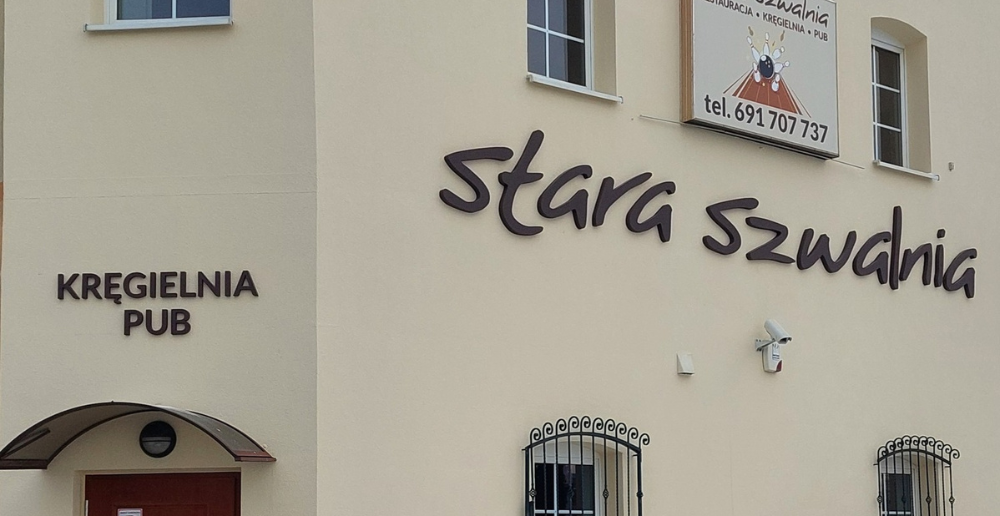 szwalnia
RESTAURACJA • KRĘGIELNIA • PUB
tel. 691 707 737
stara szwalnia
KRĘGIELNIA
PUB